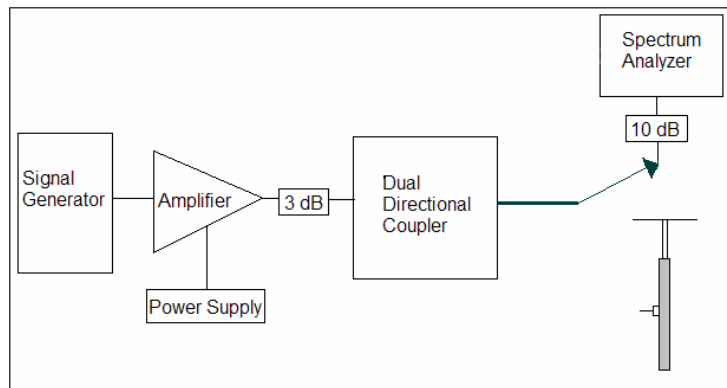 Spectrum
Analyzer
10 dB
Signal
Generator
Amplifier
3 dB
Dual
Directional
Coupler
Power Supply